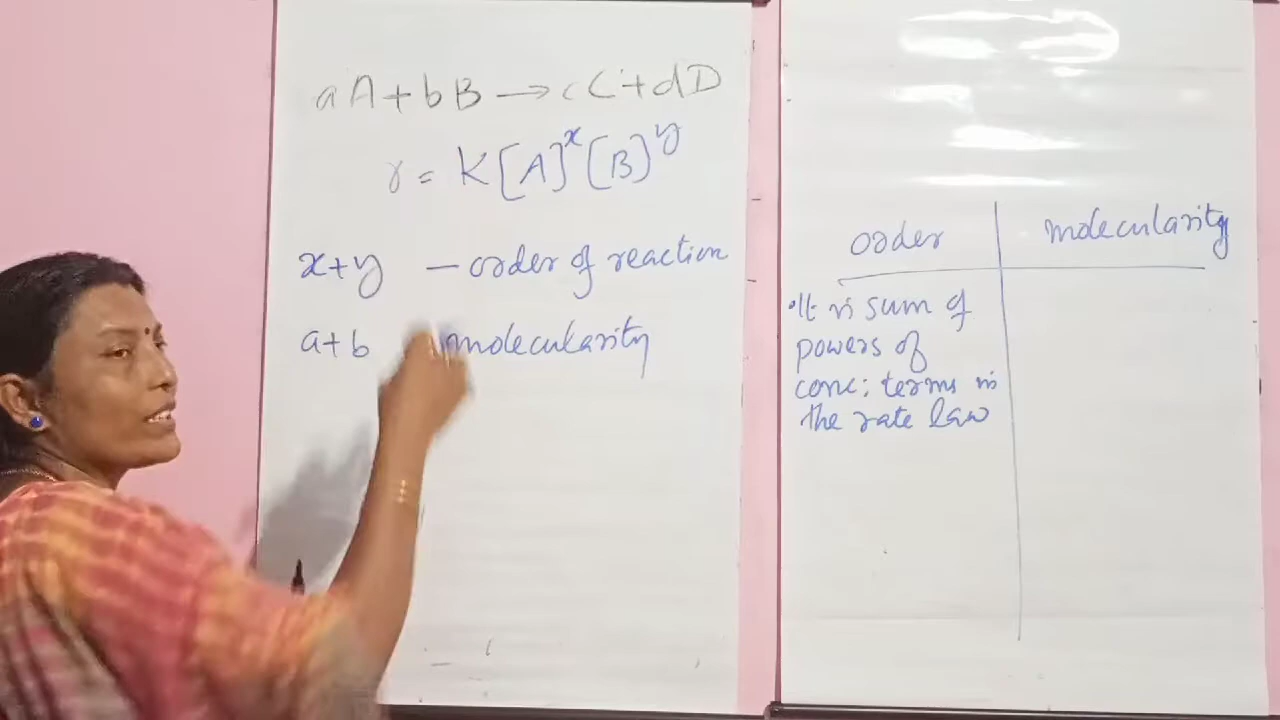 aA + bB → cC + dD
r = K[A]^x [B]^y
x+y — order of reaction
a+b molecularity
order molecularity
• It is sum of
powers of
conc: terms in
the rate law